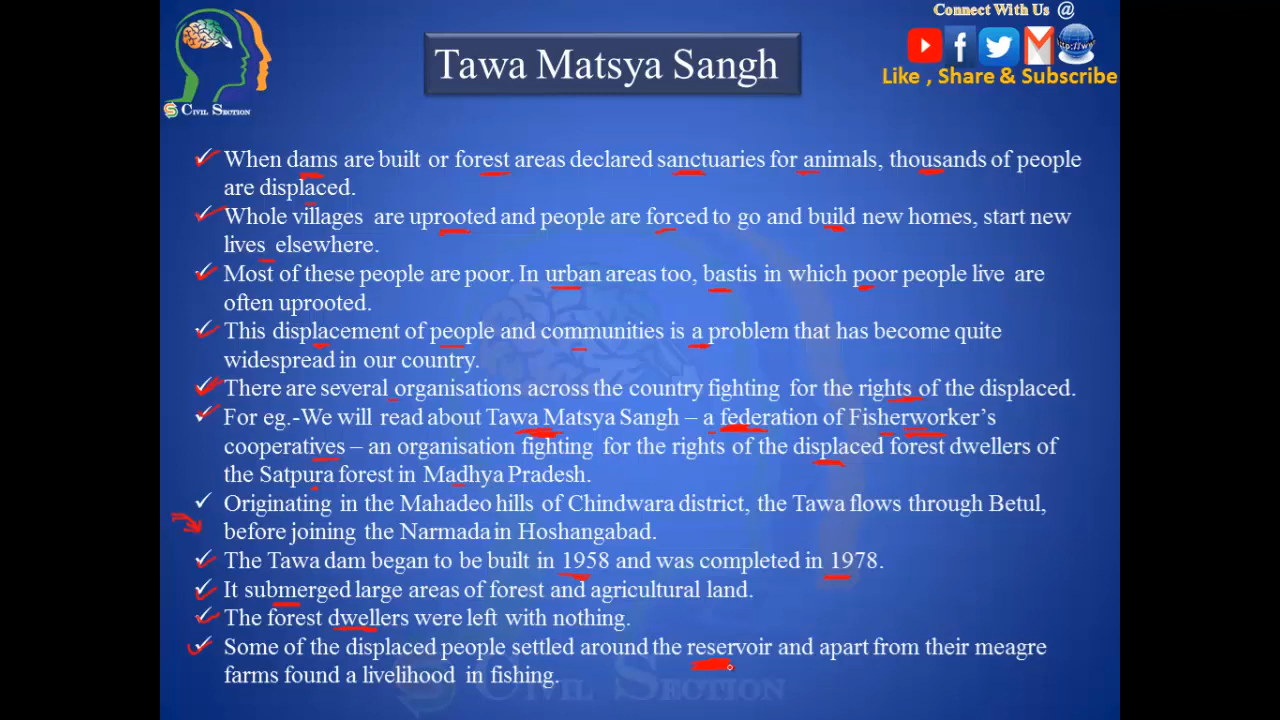 Connect With Us @
http://www
Like , Share & Subscribe
S CIVIL SECTION
Tawa Matsya Sangh
When dams are built or forest areas declared sanctuaries for animals, thousands of people
are displaced.
Whole villages are uprooted and people are forced to go and build new homes, start new
lives elsewhere.
Most of these people are poor. In urban areas too, bastis in which poor people live are
often uprooted.
This displacement of people and communities is a problem that has become quite
widespread in our country.
There are several organisations across the country fighting for the rights of the displaced.
For eg.-We will read about Tawa Matsya Sangh – a federation of Fisherworker's
cooperatives – an organisation fighting for the rights of the displaced forest dwellers of
the Satpura forest in Madhya Pradesh.
Originating in the Mahadeo hills of Chindwara district, the Tawa flows through Betul,
before joining the Narmada in Hoshangabad.
The Tawa dam began to be built in 1958 and was completed in 1978.
It submerged large areas of forest and agricultural land.
The forest dwellers were left with nothing.
Some of the displaced people settled around the reservoir and apart from their meagre
farms found a livelihood in fishing.
S CIVIL SECTION